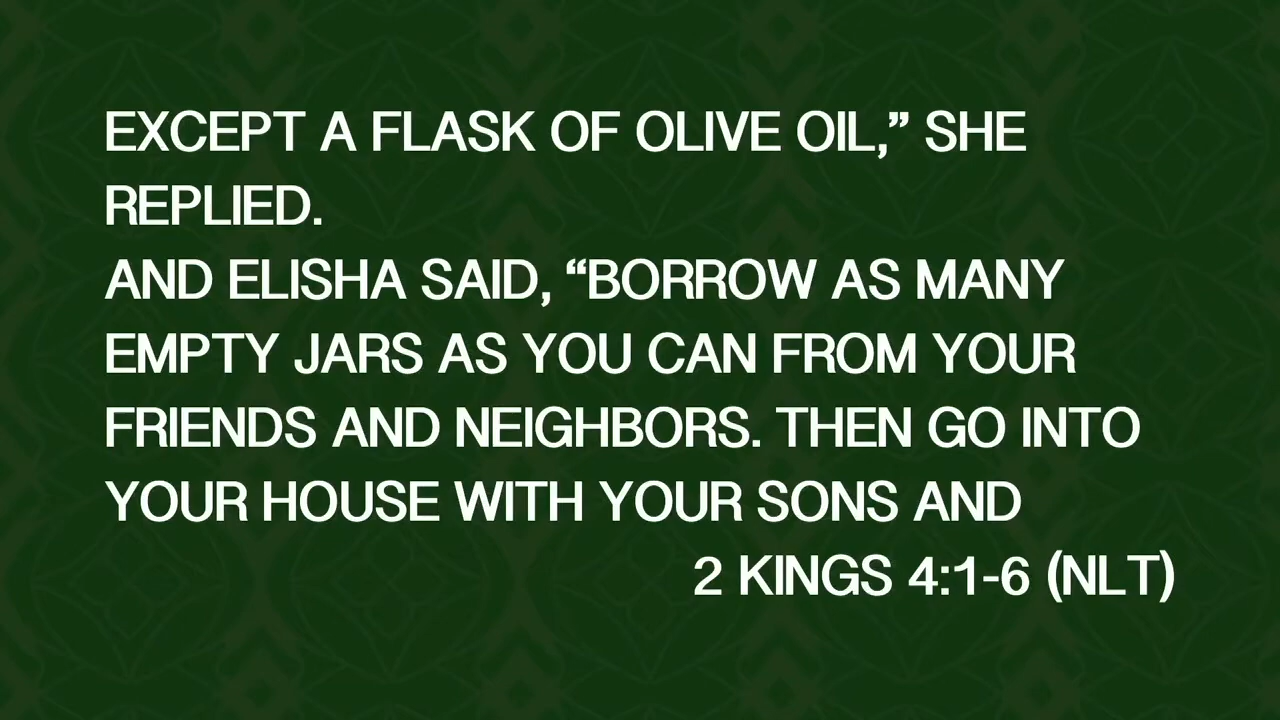 EXCEPT A FLASK OF OLIVE OIL,” SHE
REPLIED.
AND ELISHA SAID, “BORROW AS MANY
EMPTY JARS AS YOU CAN FROM YOUR
FRIENDS AND NEIGHBORS. THEN GO INTO
YOUR HOUSE WITH YOUR SONS AND
2 KINGS 4:1-6 (NLT)